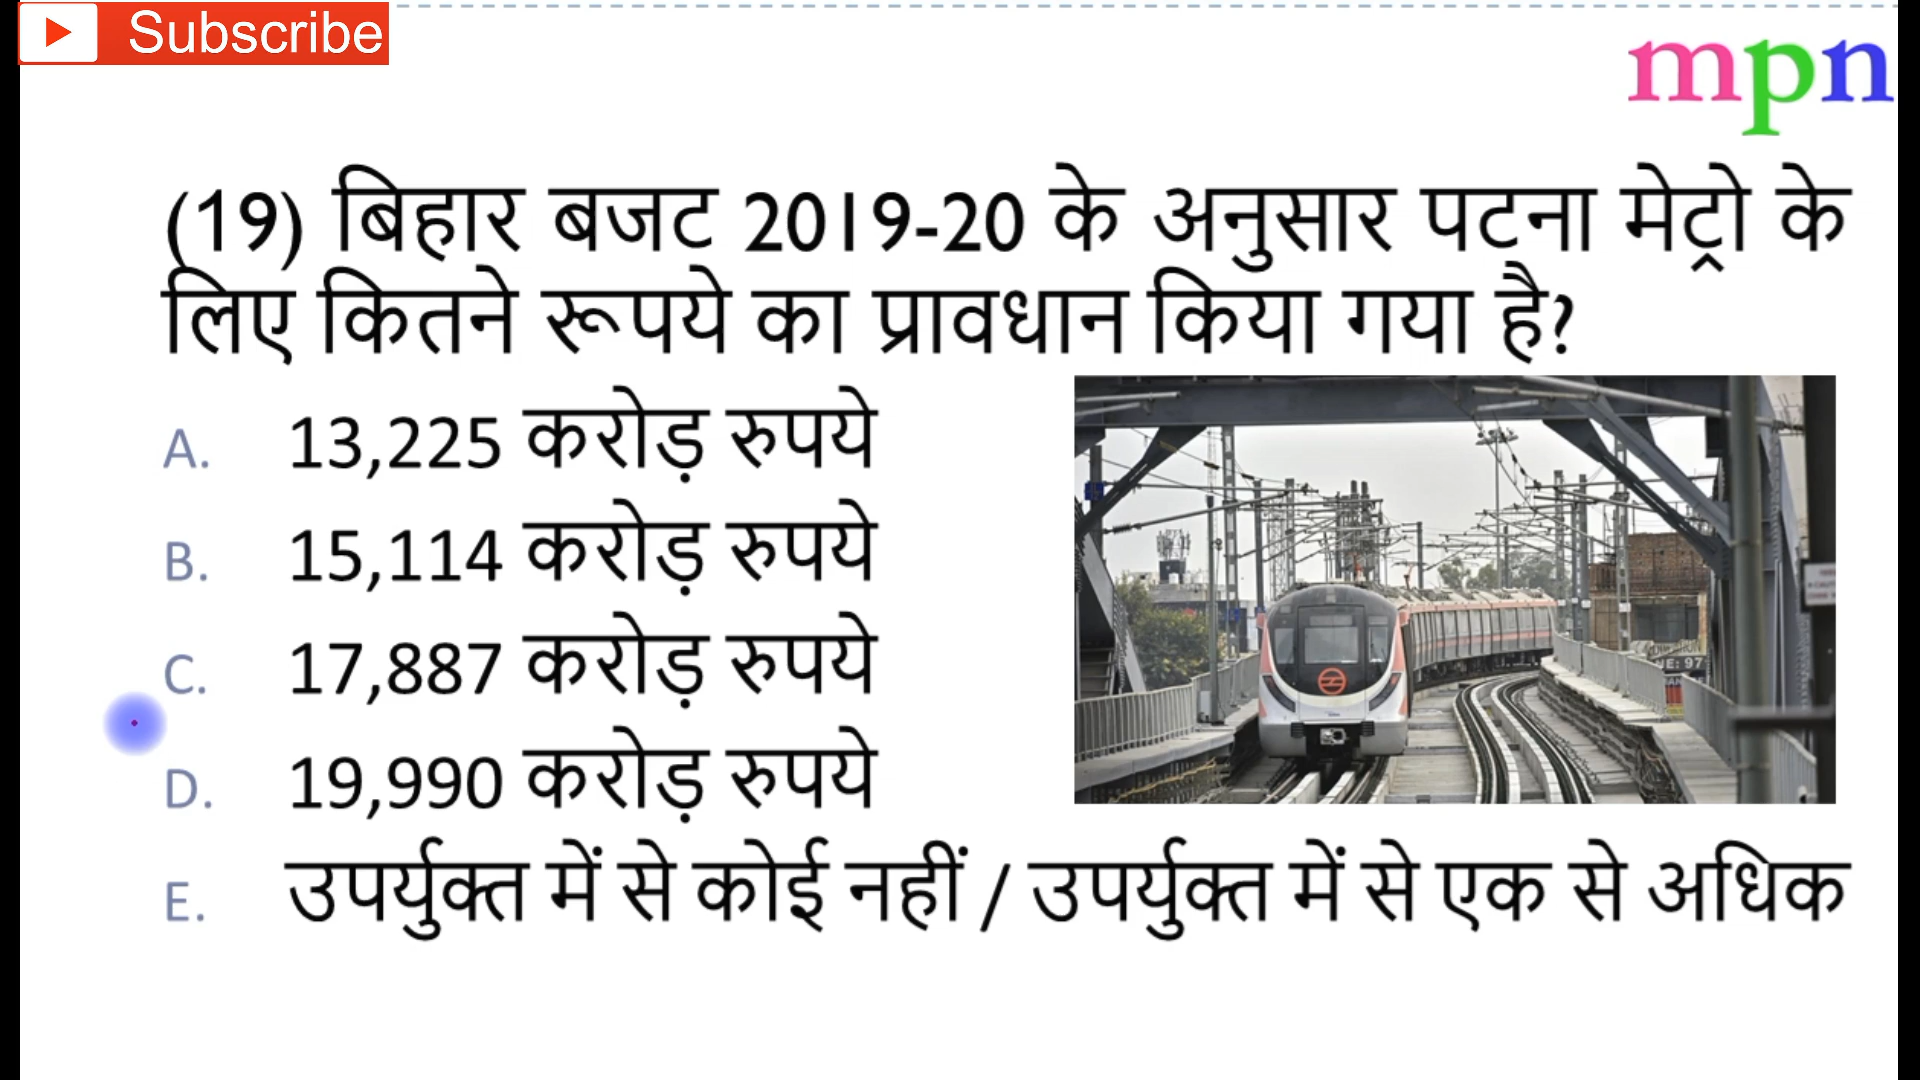 Subscribe
mpn
(19) बिहार बजट 2019-20 के अनुसार पटना मेट्रो के
लिए कितने रूपये का प्रावधान किया गया है?
A. 13,225 करोड़ रुपये
B. 15,114 करोड़ रुपये
C. 17,887 करोड़ रुपये
D. 19,990 करोड़ रुपये
E. उपर्युक्त में से कोई नहीं / उपर्युक्त में से एक से अधिक